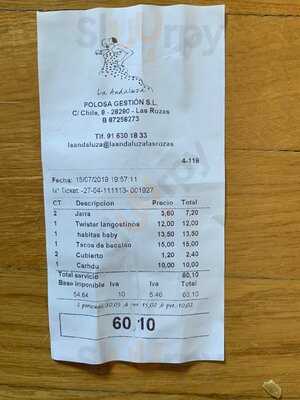 La Andaluza
POLOSA GESTIÓN S.L.
C/ Chile, 8 - 28290 - Las Rozas
B 87258273
Tlf. 91 630 18 33
laandaluza@laandaluzalasrozas
4-118
Fecha: 15/07/2019 19:57:11
Nº Ticket: -27-04-111113- 001927
CT. Descripcion Precio Total
2 Jarra 3,60 7,20
1 Twister langostinos 12,00 12,00
1 habitas baby 13,50 13,50
1 Tacos de bacalao 15,00 15,00
2 Cubierto 1,20 2,40
1 Cachdu 10,00 10,00
Total servicio 60,10
Base imponible Iva Iva Total
54,64 10 5,46 60,10
60,10